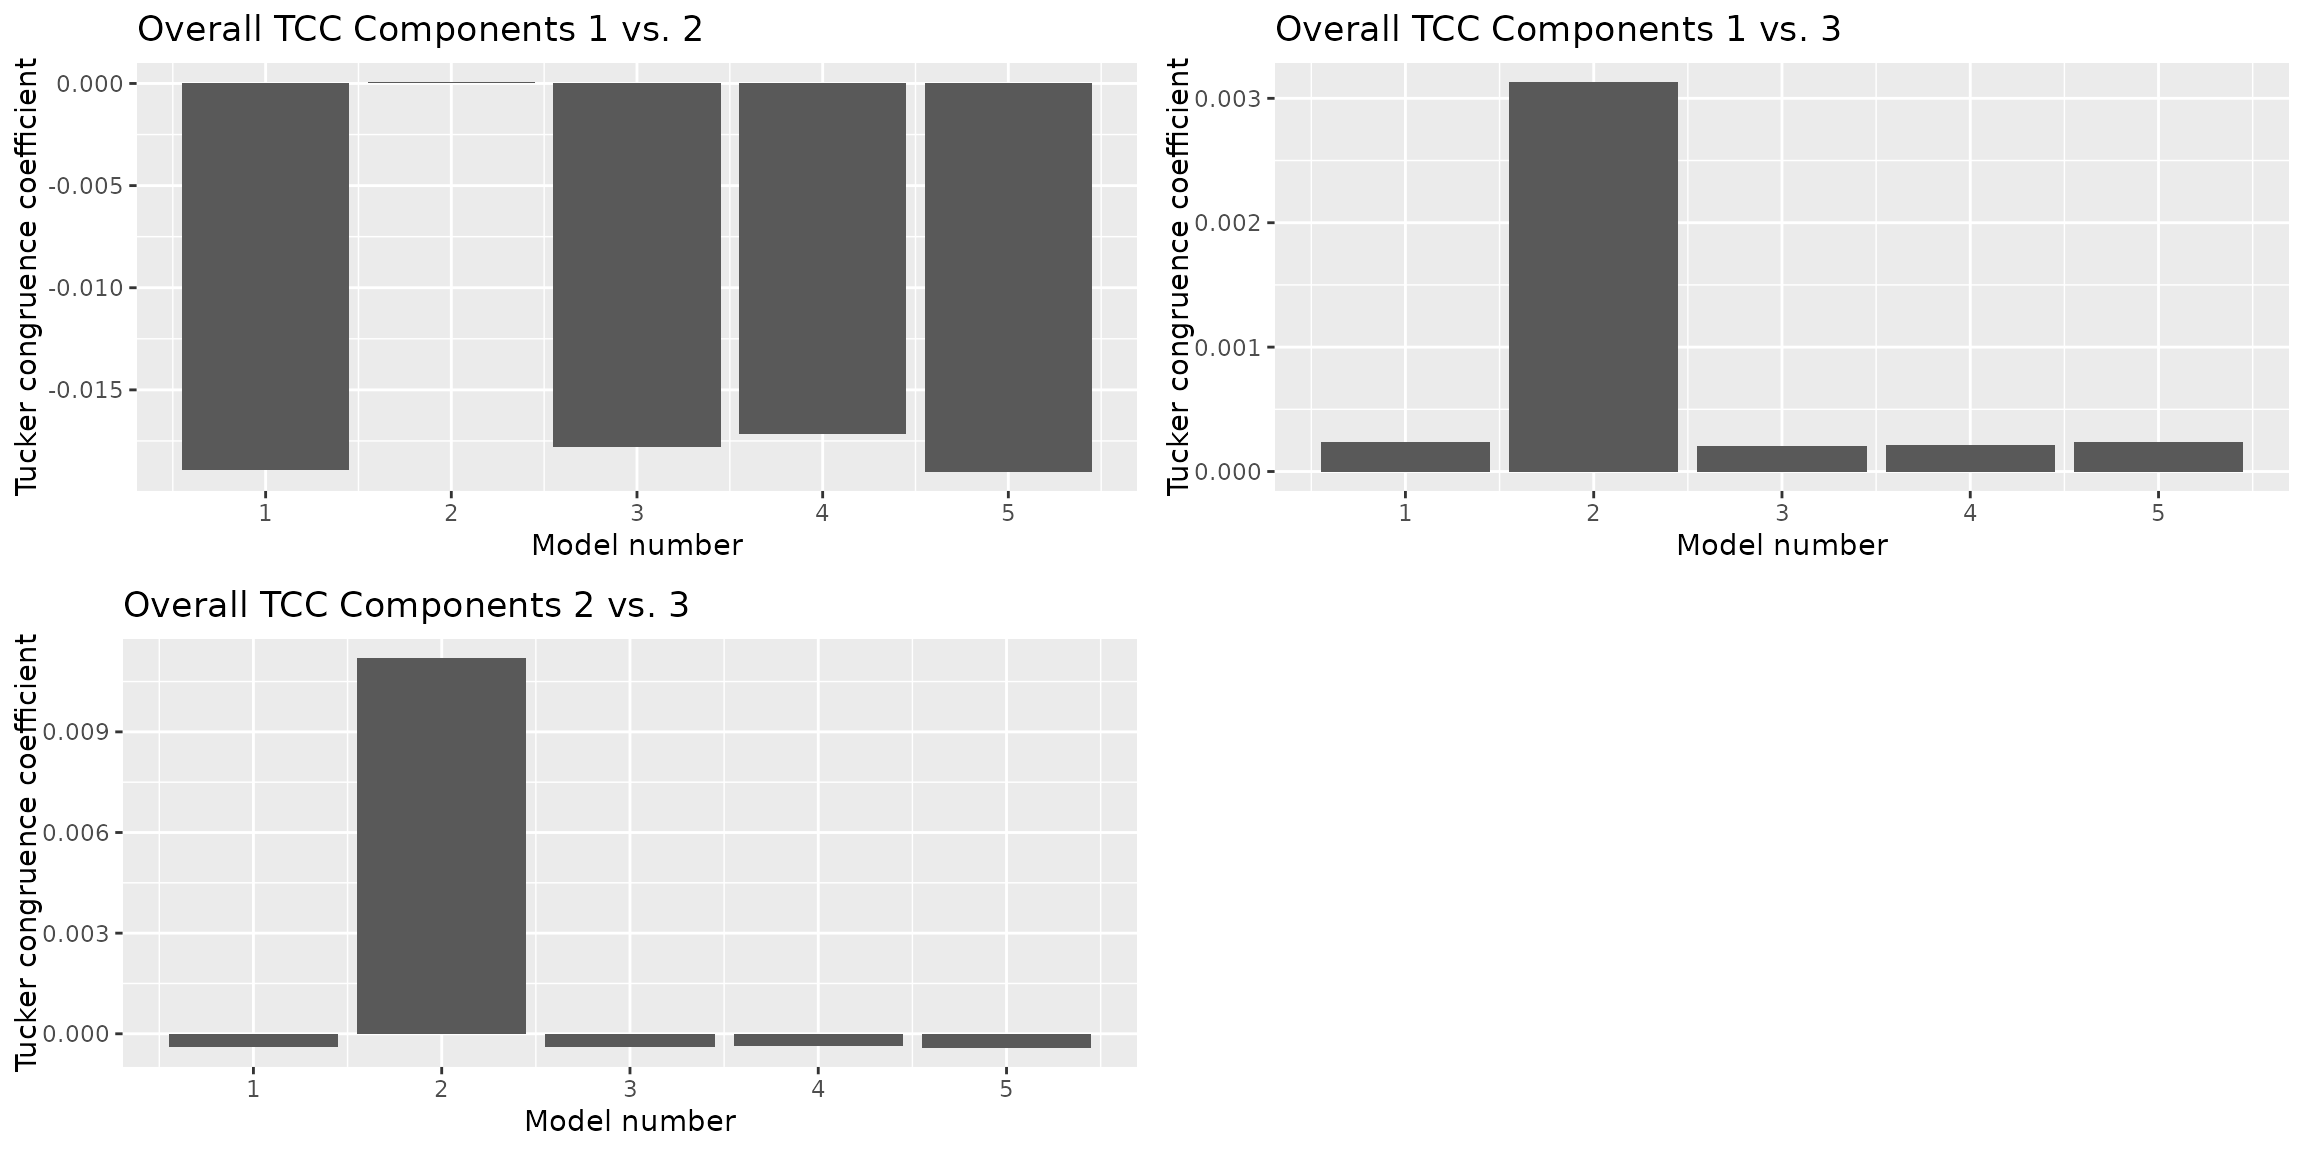 Overall TCC Components 1 vs. 2
Tucker congruence coefficient
0.000
-0.005
-0.010
-0.015
1 2 3 4 5
Model number
Overall TCC Components 1 vs. 3
Tucker congruence coefficient
0.003
0.002
0.001
0.000
1 2 3 4 5
Model number
Overall TCC Components 2 vs. 3
Tucker congruence coefficient
0.009
0.006
0.003
0.000
1 2 3 4 5
Model number